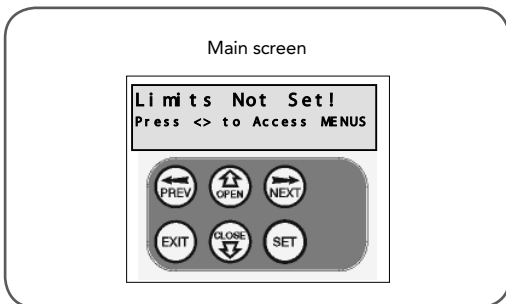 Main screen
Limits Not Set!
Press <> to Access MENUS
PREV OPEN NEXT
EXIT CLOSE SET